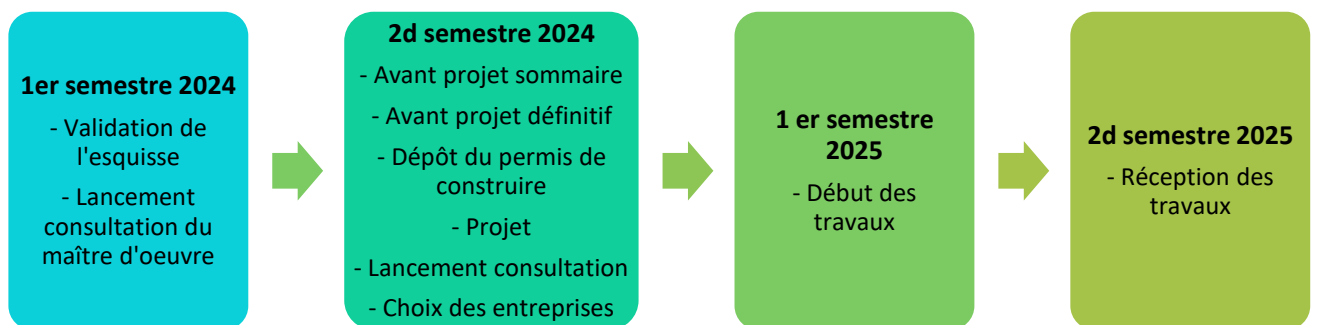 1er semestre 2024
- Validation de
l'esquisse
- Lancement
consultation du
maître d'oeuvre
2d semestre 2024
- Avant projet sommaire
- Avant projet définitif
- Dépôt du permis de
construire
- Projet
- Lancement consultation
- Choix des entreprises
1 er semestre
2025
- Début des
travaux
2d semestre 2025
- Réception des
travaux